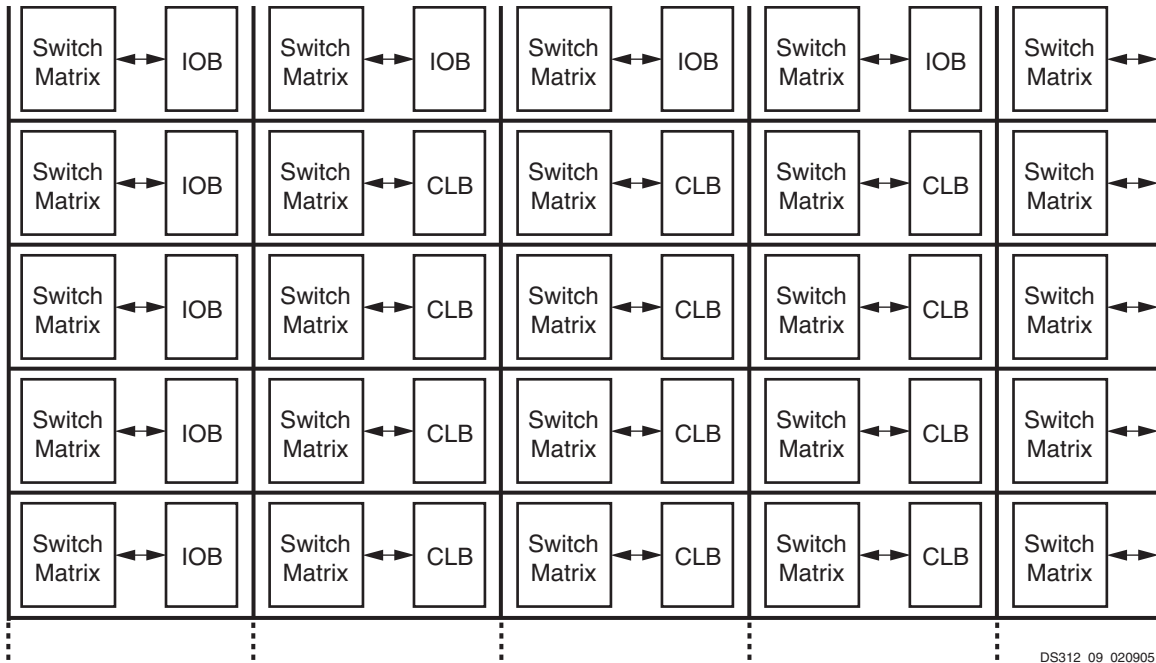 Switch Matrix IOB Switch Matrix IOB Switch Matrix IOB Switch Matrix IOB Switch Matrix
Switch Matrix IOB Switch Matrix CLB Switch Matrix CLB Switch Matrix CLB Switch Matrix
Switch Matrix IOB Switch Matrix CLB Switch Matrix CLB Switch Matrix CLB Switch Matrix
Switch Matrix IOB Switch Matrix CLB Switch Matrix CLB Switch Matrix CLB Switch Matrix
Switch Matrix IOB Switch Matrix CLB Switch Matrix CLB Switch Matrix CLB Switch Matrix
DS312_09_020905